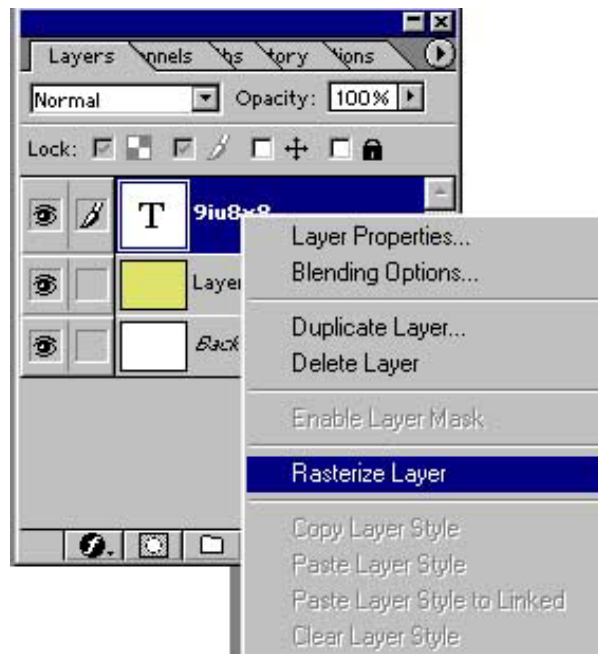 Layers nnels hs tory tions
Normal Opacity: 100%
Lock:
T 9iu8x8
Layer Properties...
Blending Options...
Layer
Duplicate Layer...
Back
Delete Layer
Enable Layer Mask
Rasterize Layer
Copy Layer Style
Paste Layer Style
Paste Layer Style to Linked
Clear Layer Style